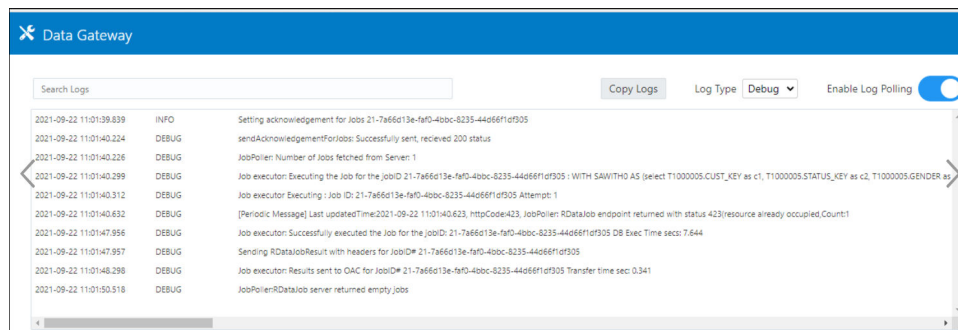 Data Gateway
Search Logs
Copy Logs
Log Type Debug
Enable Log Polling
2021-09-22 11:01:39.839 INFO Setting acknowledgement for Jobs 21-7a66d13e-faf0-4bbc-8235-44d66f1df305
2021-09-22 11:01:40.224 DEBUG sendAcknowledgementForJobs: Successfully sent, recieved 200 status
2021-09-22 11:01:40.226 DEBUG JobPoller: Number of Jobs fetched from Server: 1
2021-09-22 11:01:40.299 DEBUG Job executor: Executing the Job for the jobID 21-7a66d13e-faf0-4bbc-8235-44d66f1df305 : WITH SAWITH0 AS (select T1000005.CUST_KEY as c1, T1000005.STATUS_KEY as c2, T1000005.GENDER as
2021-09-22 11:01:40.312 DEBUG Job executor Executing : Job ID: 21-7a66d13e-faf0-4bbc-8235-44d66f1df305 Attempt: 1
2021-09-22 11:01:40.632 DEBUG [Periodic Message] Last updatedTime:2021-09-22 11:01:40.623, httpCode:423, JobPoller: RDataJob endpoint returned with status 423(resource already occupied,Count:1
2021-09-22 11:01:47.956 DEBUG Job executor: Successfully executed the Job for the jobID: 21-7a66d13e-faf0-4bbc-8235-44d66f1df305 DB Exec Time secs: 7.644
2021-09-22 11:01:47.957 DEBUG Sending RDataJobResult with headers for JobID# 21-7a66d13e-faf0-4bbc-8235-44d66f1df305
2021-09-22 11:01:48.298 DEBUG Job executor: Results sent to OAC for JobID# 21-7a66d13e-faf0-4bbc-8235-44d66f1df305 Transfer time sec: 0.341
2021-09-22 11:01:50.518 DEBUG JobPoller:RDataJob server returned empty jobs